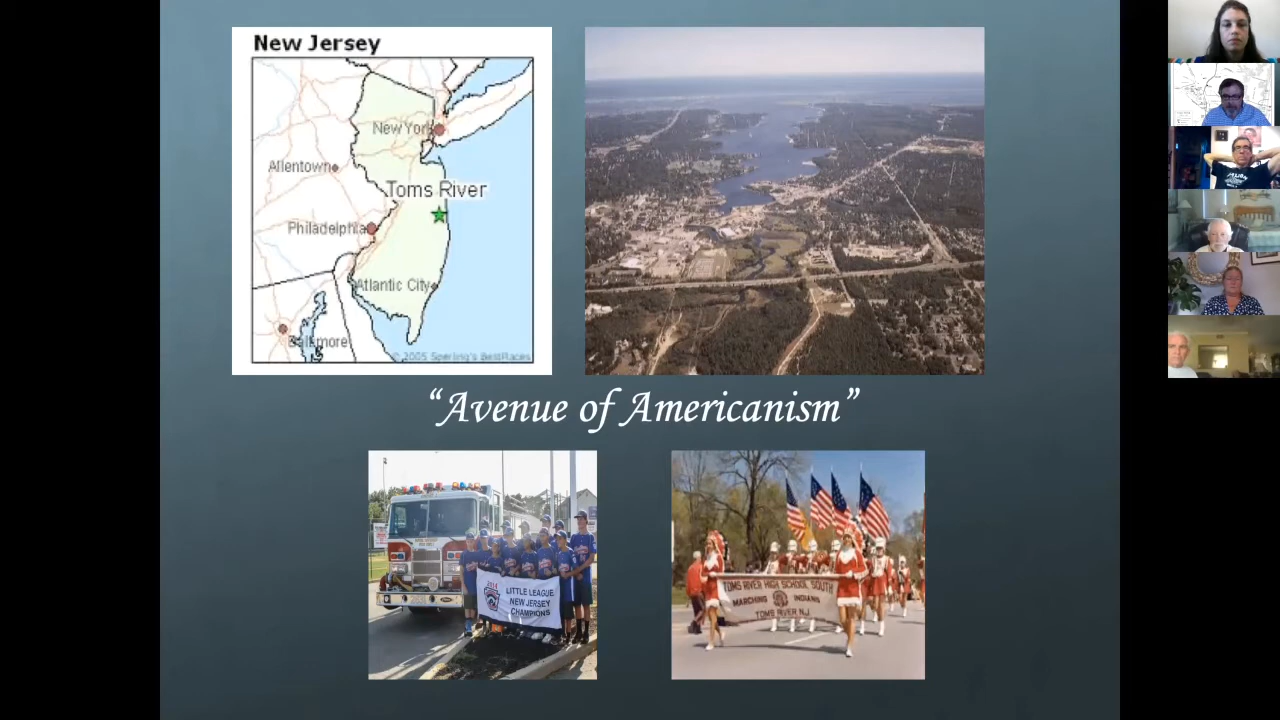 New Jersey
New York
Allentown
Toms River
Philadelphia
Atlantic City
Baltimore
© 2005 Sperling's BestPlaces
“Avenue of Americanism”
2014
LITTLE LEAGUE
NEW JERSEY
CHAMPIONS
TOMS RIVER HIGH SCHOOL SOUTH
MARCHING INDIANS
TOMS RIVER N.J.